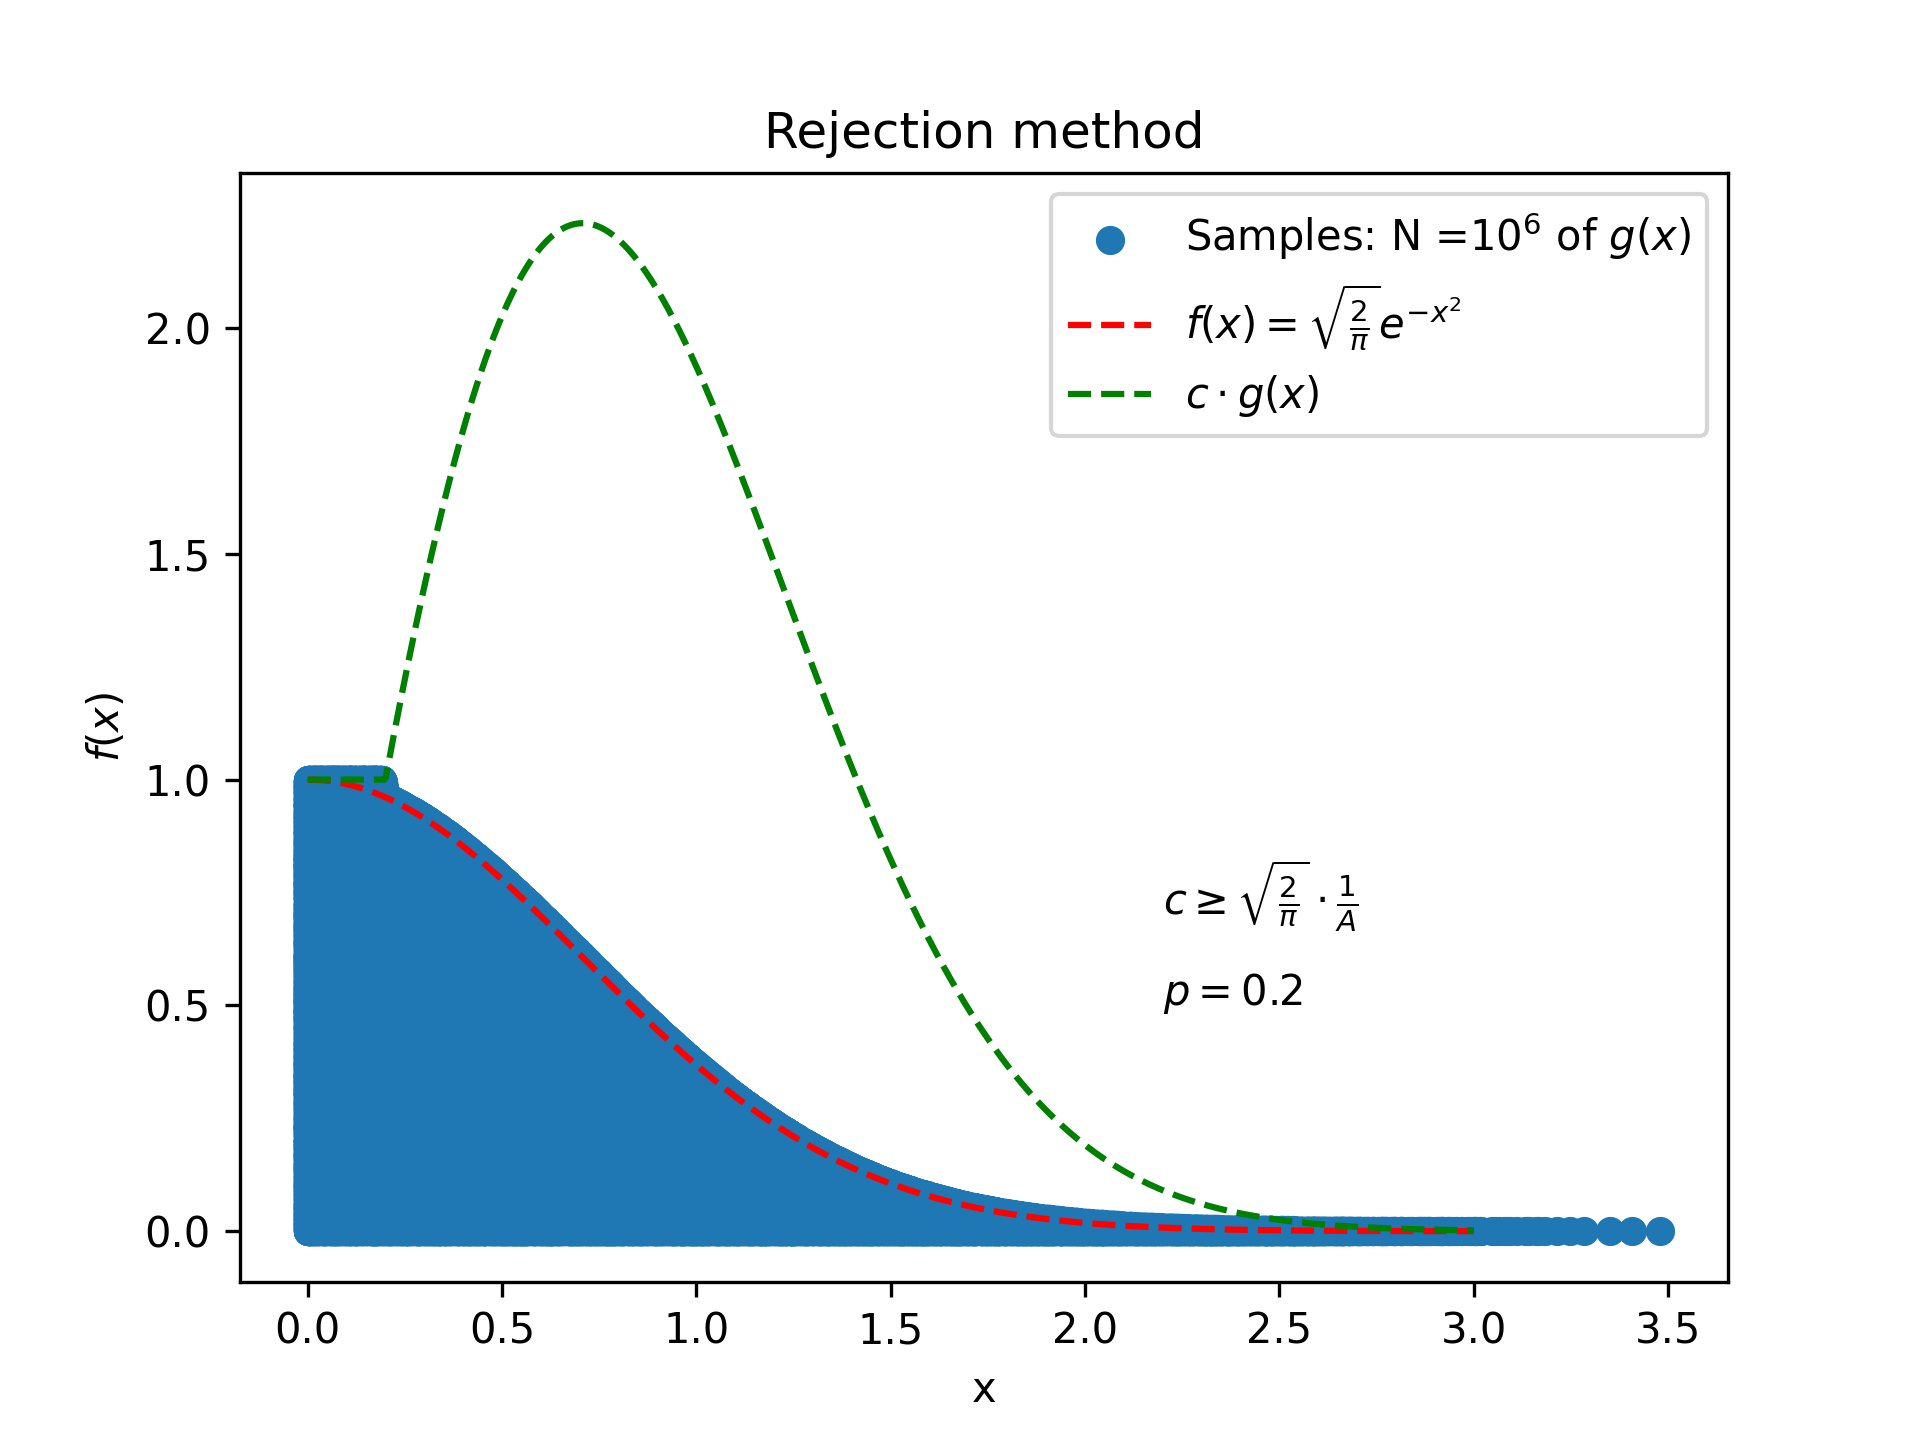 Rejection method
Samples: N =10⁶ of g(x)
f(x) = √(2/π) e^{−x²}
c · g(x)
2.0
1.5
1.0
0.5
0.0
f(x)
c ≥ √(2/π) · 1/A
p = 0.2
0.0 0.5 1.0 1.5 2.0 2.5 3.0 3.5
x